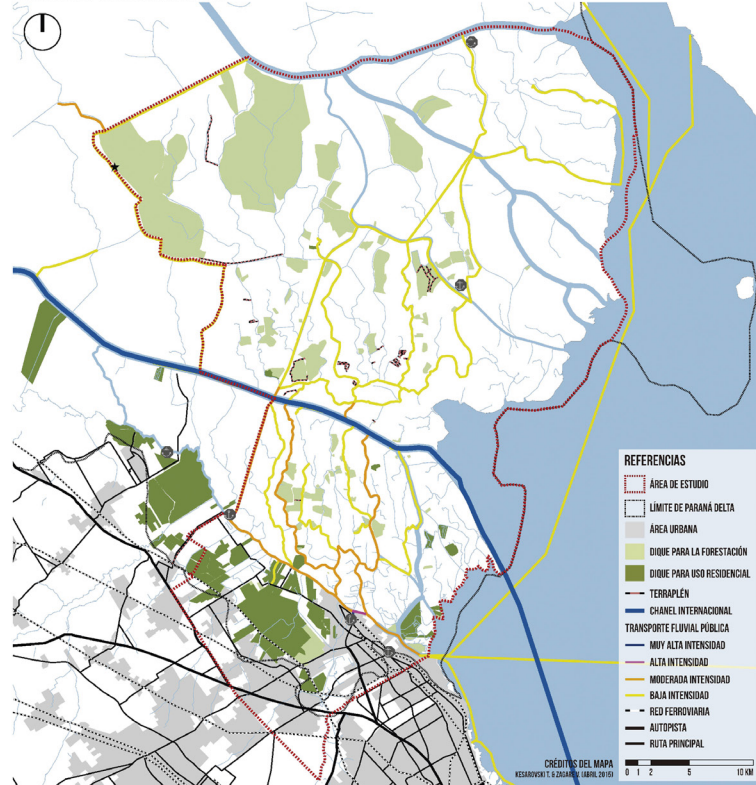 REFERENCIAS
ÁREA DE ESTUDIO
LÍMITE DE PARANÁ DELTA
ÁREA URBANA
DIQUE PARA LA FORESTACIÓN
DIQUE PARA USO RESIDENCIAL
TERRAPLÉN
CHANEL INTERNACIONAL
TRANSPORTE FLUVIAL PÚBLICA
MUY ALTA INTENSIDAD
ALTA INTENSIDAD
MODERADA INTENSIDAD
BAJA INTENSIDAD
RED FERROVIARIA
AUTOPISTA
RUTA PRINCIPAL
0 1 2 5 10 KM
CRÉDITOS DEL MAPA
KESAROVSKI T. & ZAGARE V. (ABRIL 2015)